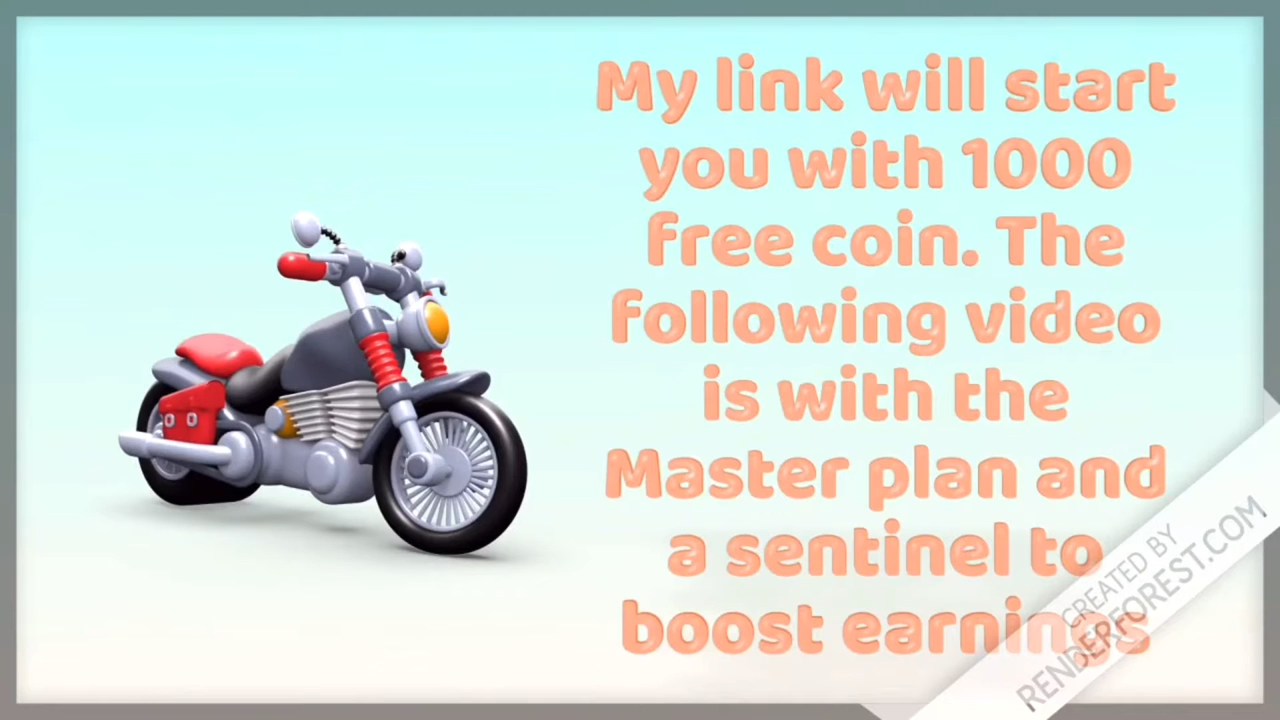 My link will start
you with 1000
free coin. The
following video
is with the
Master plan and
a sentinel to
boost earnings
CREATED BY
RENDERFOREST.COM